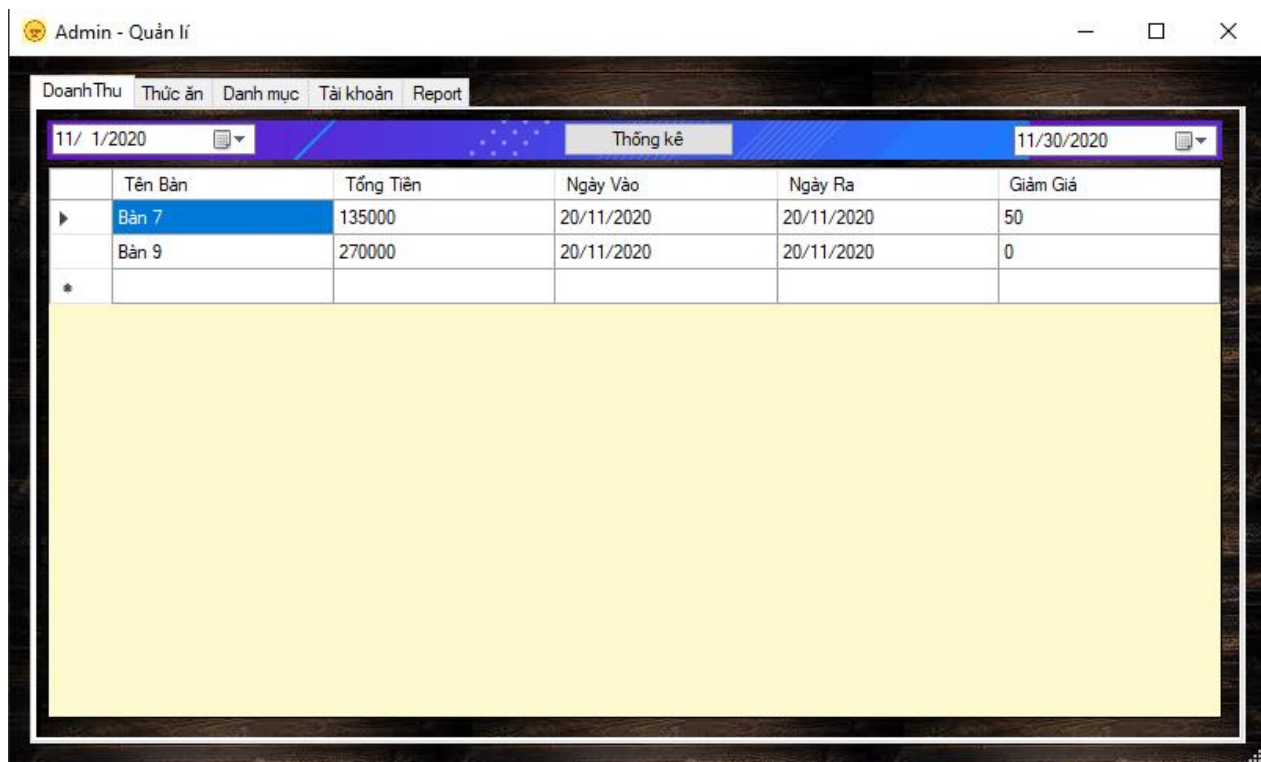 Admin - Quản lí
DoanhThu Thức ăn Danh mục Tài khoản Report
11/ 1/2020 Thống kê 11/30/2020
Tên Bàn Tổng Tiền Ngày Vào Ngày Ra Giảm Giá
Bàn 7 135000 20/11/2020 20/11/2020 50
Bàn 9 270000 20/11/2020 20/11/2020 0